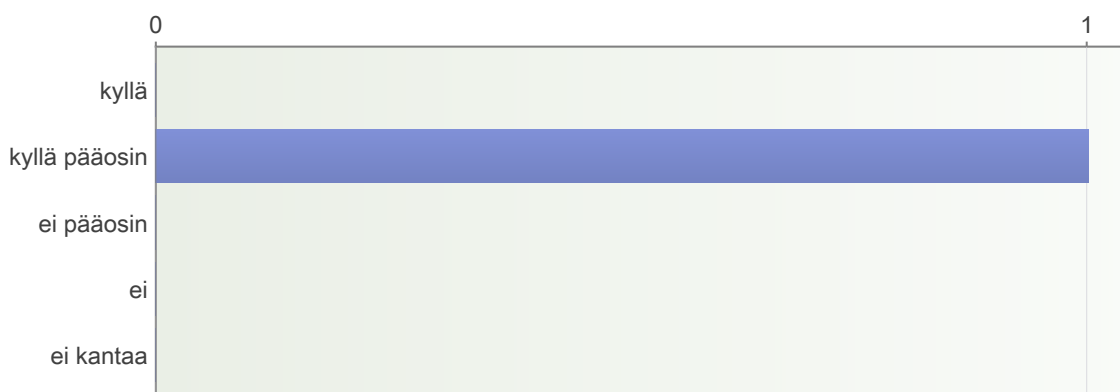 0 1
kyllä
kyllä pääosin
ei pääosin
ei
ei kantaa